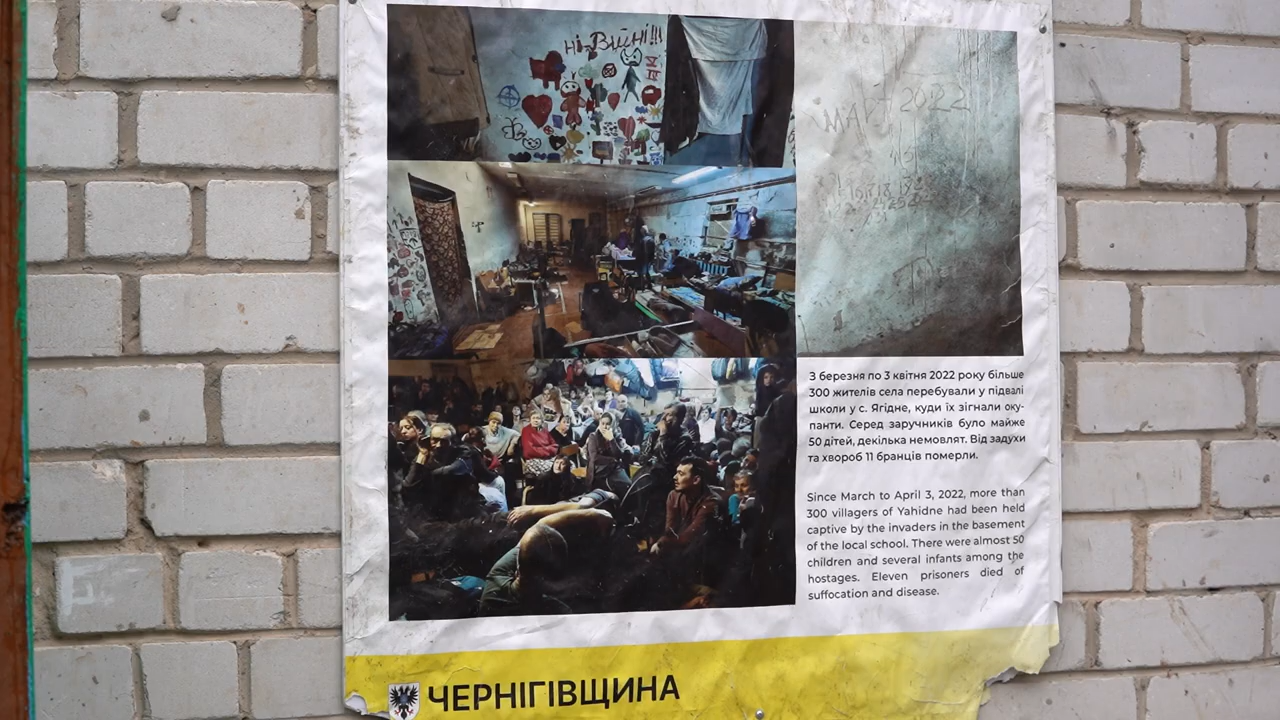 НІ ВІЙНІ!!!
МАРТ 2022
З березня по 3 квітня 2022 року більше
300 жителів села перебували у підвалі
школи у с. Ягідне, куди їх зігнали оку-
панти. Серед заручників було майже
50 дітей, декілька немовлят. Від задухи
та хвороб 11 бранців померли.
Since March to April 3, 2022, more than
300 villagers of Yahidne had been held
captive by the invaders in the basement
of the local school. There were almost 50
children and several infants among the
hostages. Eleven prisoners died of
suffocation and disease.
ЧЕРНІГІВЩИНА